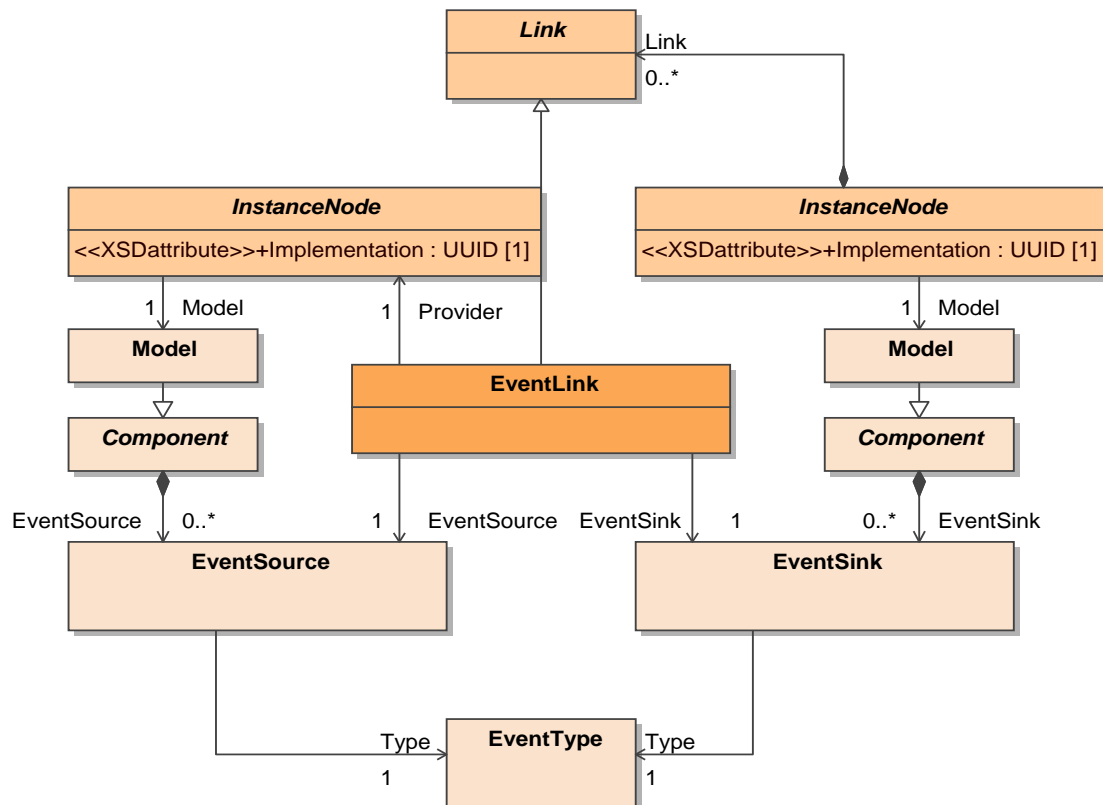 Link
Link
0..*
InstanceNode
<<XSDattribute>>+Implementation : UUID [1]
InstanceNode
<<XSDattribute>>+Implementation : UUID [1]
1 Model
1 Provider
1 Model
Model
EventLink
Model
Component
Component
EventSource 0..*
1 EventSource
EventSink 1
0..* EventSink
EventSource
EventSink
Type
1
EventType
Type
1